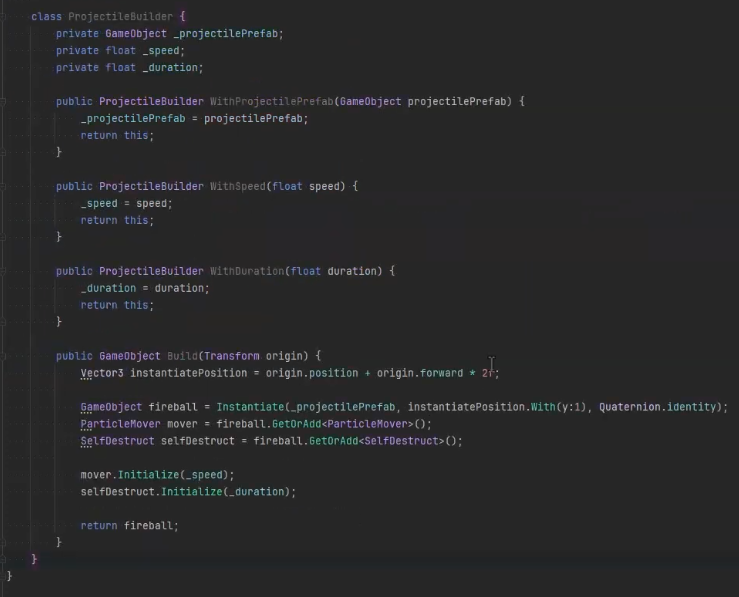 class ProjectileBuilder {
    private GameObject _projectilePrefab;
    private float _speed;
    private float _duration;

    public ProjectileBuilder WithProjectilePrefab(GameObject projectilePrefab) {
        _projectilePrefab = projectilePrefab;
        return this;
    }

    public ProjectileBuilder WithSpeed(float speed) {
        _speed = speed;
        return this;
    }

    public ProjectileBuilder WithDuration(float duration) {
        _duration = duration;
        return this;
    }

    public GameObject Build(Transform origin) {
        Vector3 instantiatePosition = origin.position + origin.forward * 2f;

        GameObject fireball = Instantiate(_projectilePrefab, instantiatePosition.With(y:1), Quaternion.identity);
        ParticleMover mover = fireball.GetOrAdd<ParticleMover>();
        SelfDestruct selfDestruct = fireball.GetOrAdd<SelfDestruct>();

        mover.Initialize(_speed);
        selfDestruct.Initialize(_duration);

        return fireball;
    }
}
}